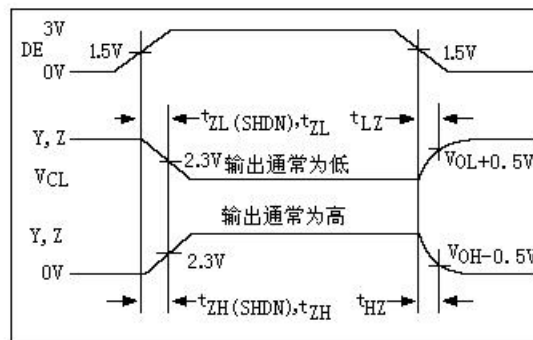 3V
DE
1.5V
1.5V
0V
tZL(SHDN),tZL
tLZ
Y,Z
2.3V
输出通常为低
VOL+0.5V
VCL
输出通常为高
Y,Z
2.3V
VOH-0.5V
0V
tZH(SHDN),tZH
tHZ